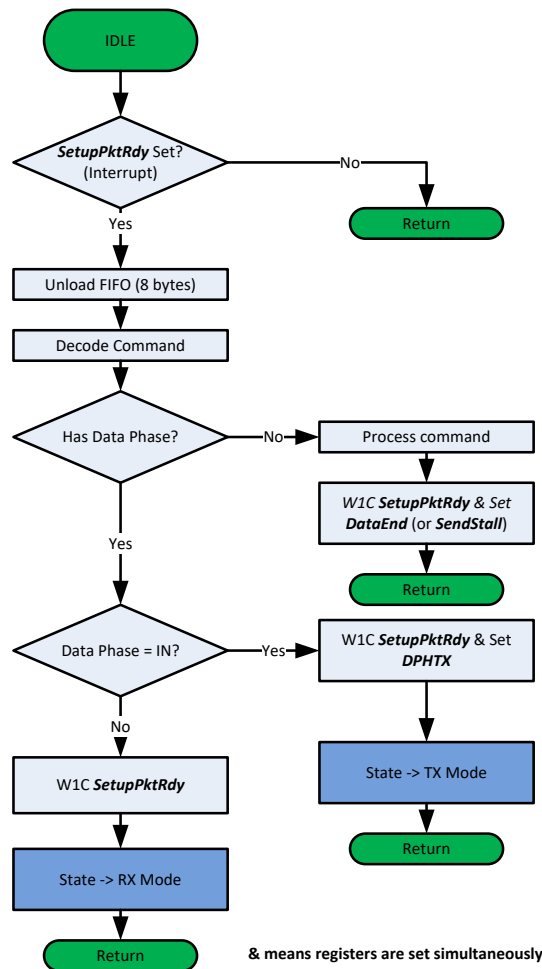 IDLE
SetupPktRdy Set?
(Interrupt)
No
Return
Yes
Unload FIFO (8 bytes)
Decode Command
Has Data Phase?
No
Process command
W1C SetupPktRdy & Set
DataEnd (or SendStall)
Return
Yes
Data Phase = IN?
Yes
W1C SetupPktRdy & Set
DPHTX
State -> TX Mode
Return
No
W1C SetupPktRdy
State -> RX Mode
Return
& means registers are set simultaneously